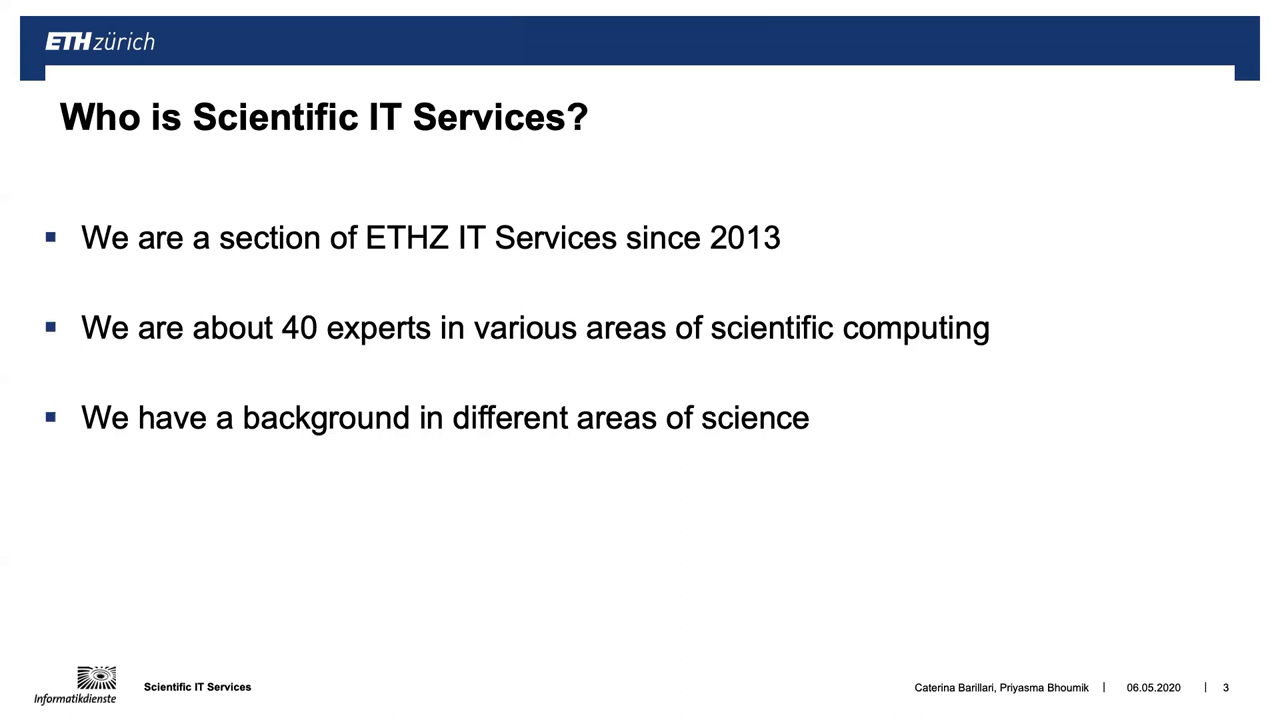 ETH zürich
Who is Scientific IT Services?
▪ We are a section of ETHZ IT Services since 2013
▪ We are about 40 experts in various areas of scientific computing
▪ We have a background in different areas of science
Informatikdienste
Scientific IT Services
Caterina Barillari, Priyasma Bhoumik | 06.05.2020 | 3